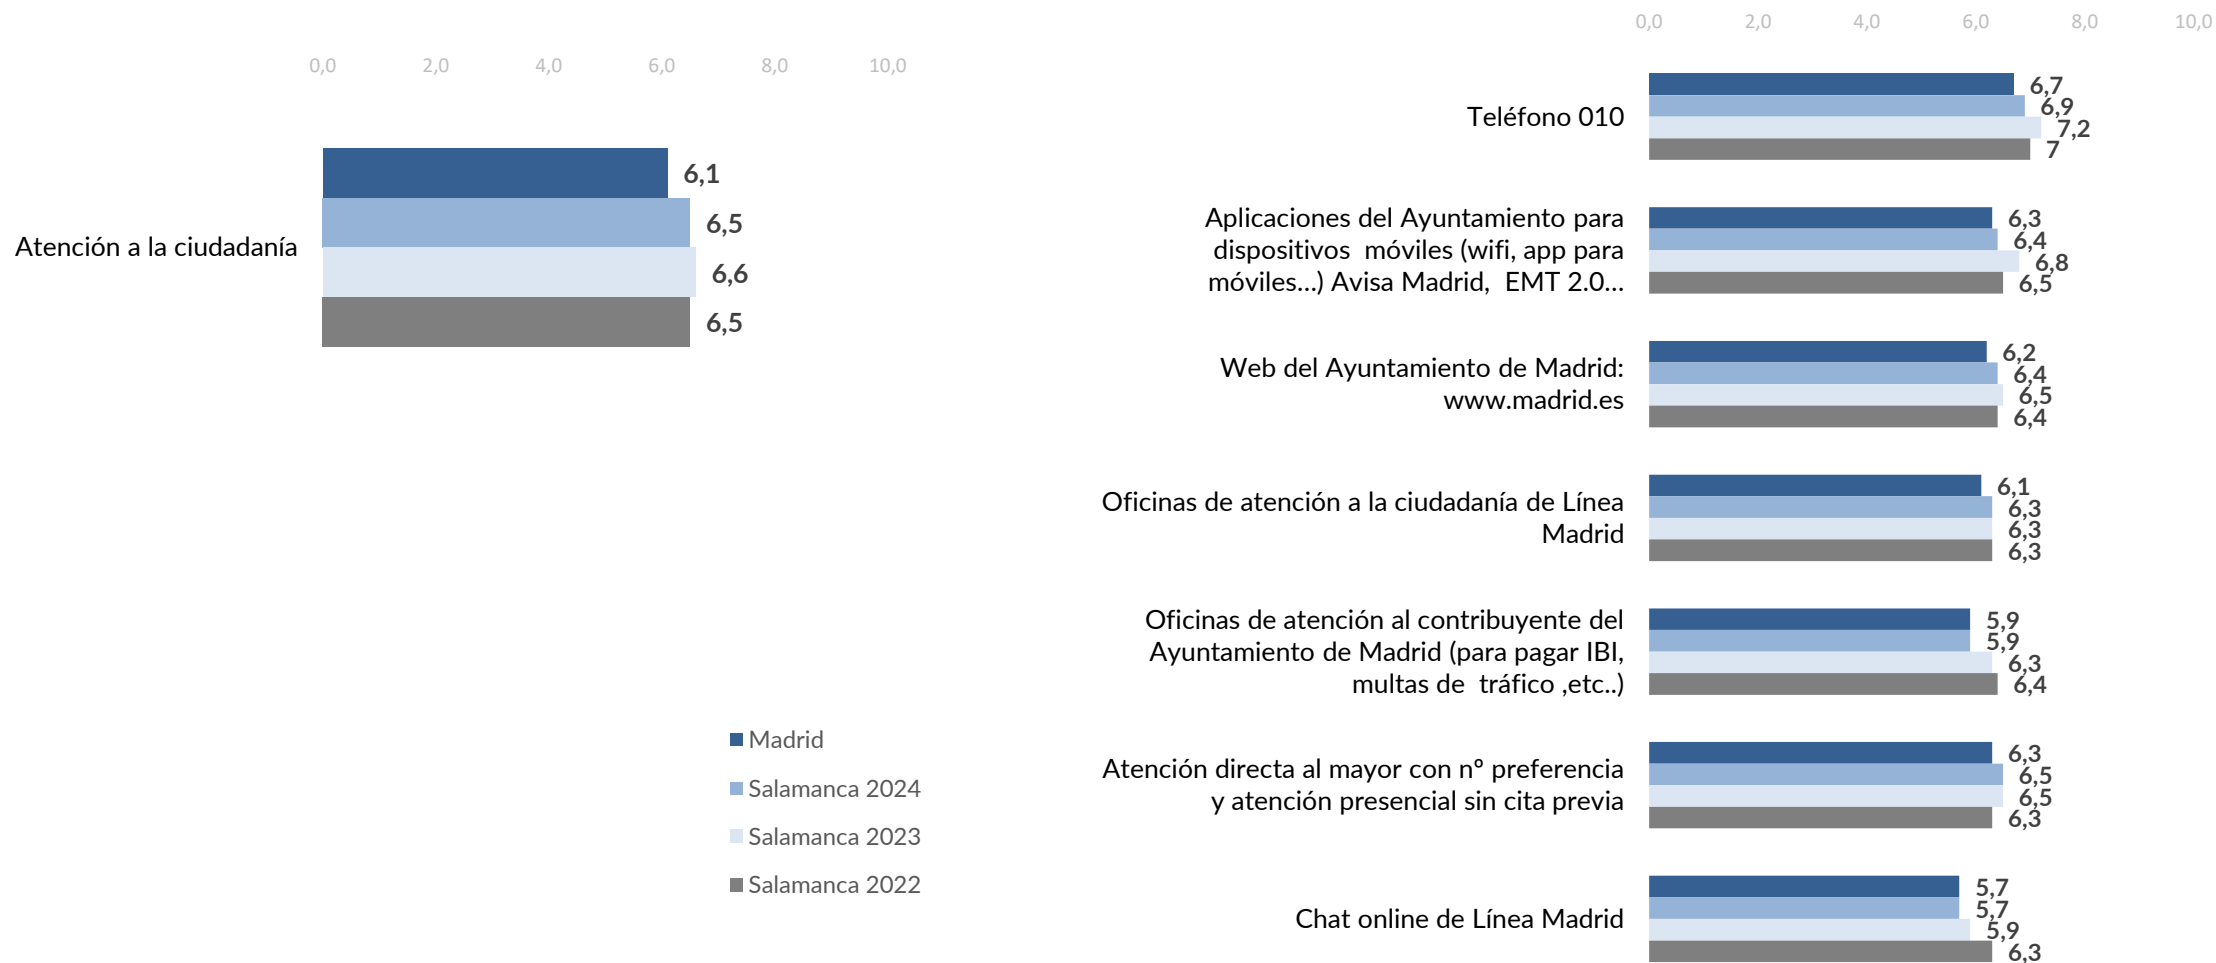 0,0 2,0 4,0 6,0 8,0 10,0
Atención a la ciudadanía
6,1
6,5
6,6
6,5
Madrid
Salamanca 2024
Salamanca 2023
Salamanca 2022
0,0 2,0 4,0 6,0 8,0 10,0
Teléfono 010
6,7
6,9
7,2
7
Aplicaciones del Ayuntamiento para
dispositivos  móviles (wifi, app para
móviles...) Avisa Madrid,  EMT 2.0...
6,3
6,4
6,8
6,5
Web del Ayuntamiento de Madrid:
www.madrid.es
6,2
6,4
6,5
6,4
Oficinas de atención a la ciudadanía de Línea
Madrid
6,1
6,3
6,3
6,3
Oficinas de atención al contribuyente del
Ayuntamiento de Madrid (para pagar IBI,
multas de  tráfico ,etc..)
5,9
5,9
6,3
6,4
Atención directa al mayor con nº preferencia
y atención presencial sin cita previa
6,3
6,5
6,5
6,3
Chat online de Línea Madrid
5,7
5,7
5,9
6,3